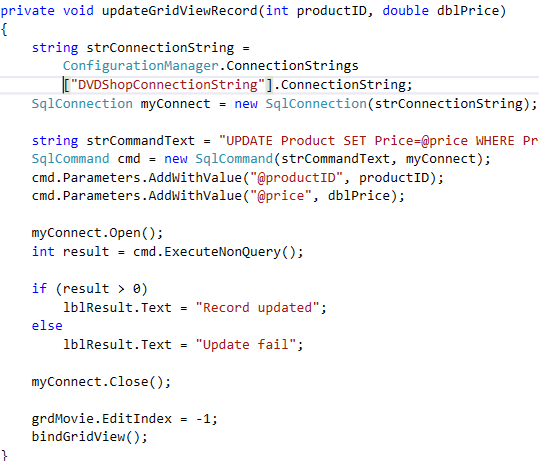 private void updateGridViewRecord(int productID, double dblPrice)
{
string strConnectionString =
ConfigurationManager.ConnectionStrings
["DVDShopConnectionString"].ConnectionString;
SqlConnection myConnect = new SqlConnection(strConnectionString);
string strCommandText = "UPDATE Product SET Price=@price WHERE Pr
SqlCommand cmd = new SqlCommand(strCommandText, myConnect);
cmd.Parameters.AddWithValue("@productID", productID);
cmd.Parameters.AddWithValue("@price", dblPrice);
myConnect.Open();
int result = cmd.ExecuteNonQuery();
if (result > 0)
lblResult.Text = "Record updated";
else
lblResult.Text = "Update fail";
myConnect.Close();
grdMovie.EditIndex = -1;
bindGridView();
}